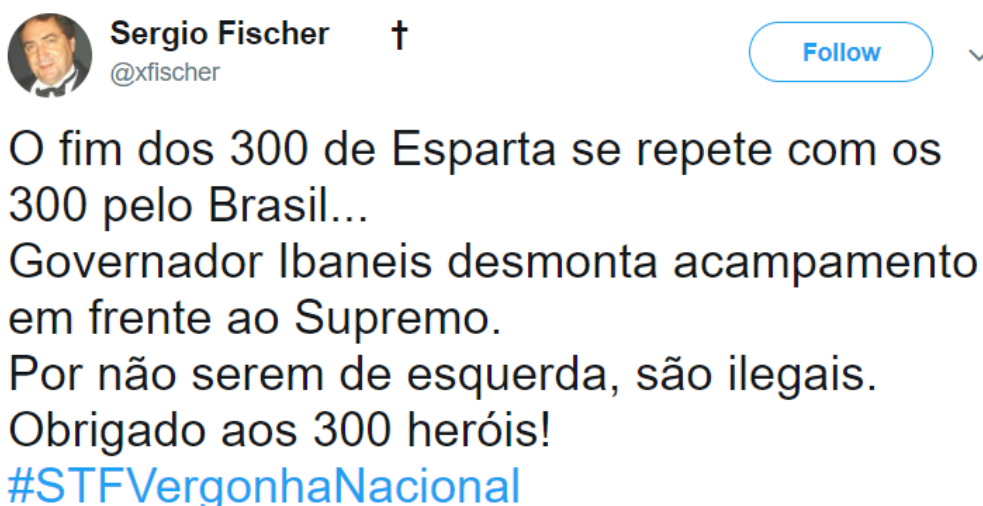 Sergio Fischer †
@xfischer
Follow
O fim dos 300 de Esparta se repete com os
300 pelo Brasil...
Governador Ibaneis desmonta acampamento
em frente ao Supremo.
Por não serem de esquerda, são ilegais.
Obrigado aos 300 heróis!
#STFVergonhaNacional